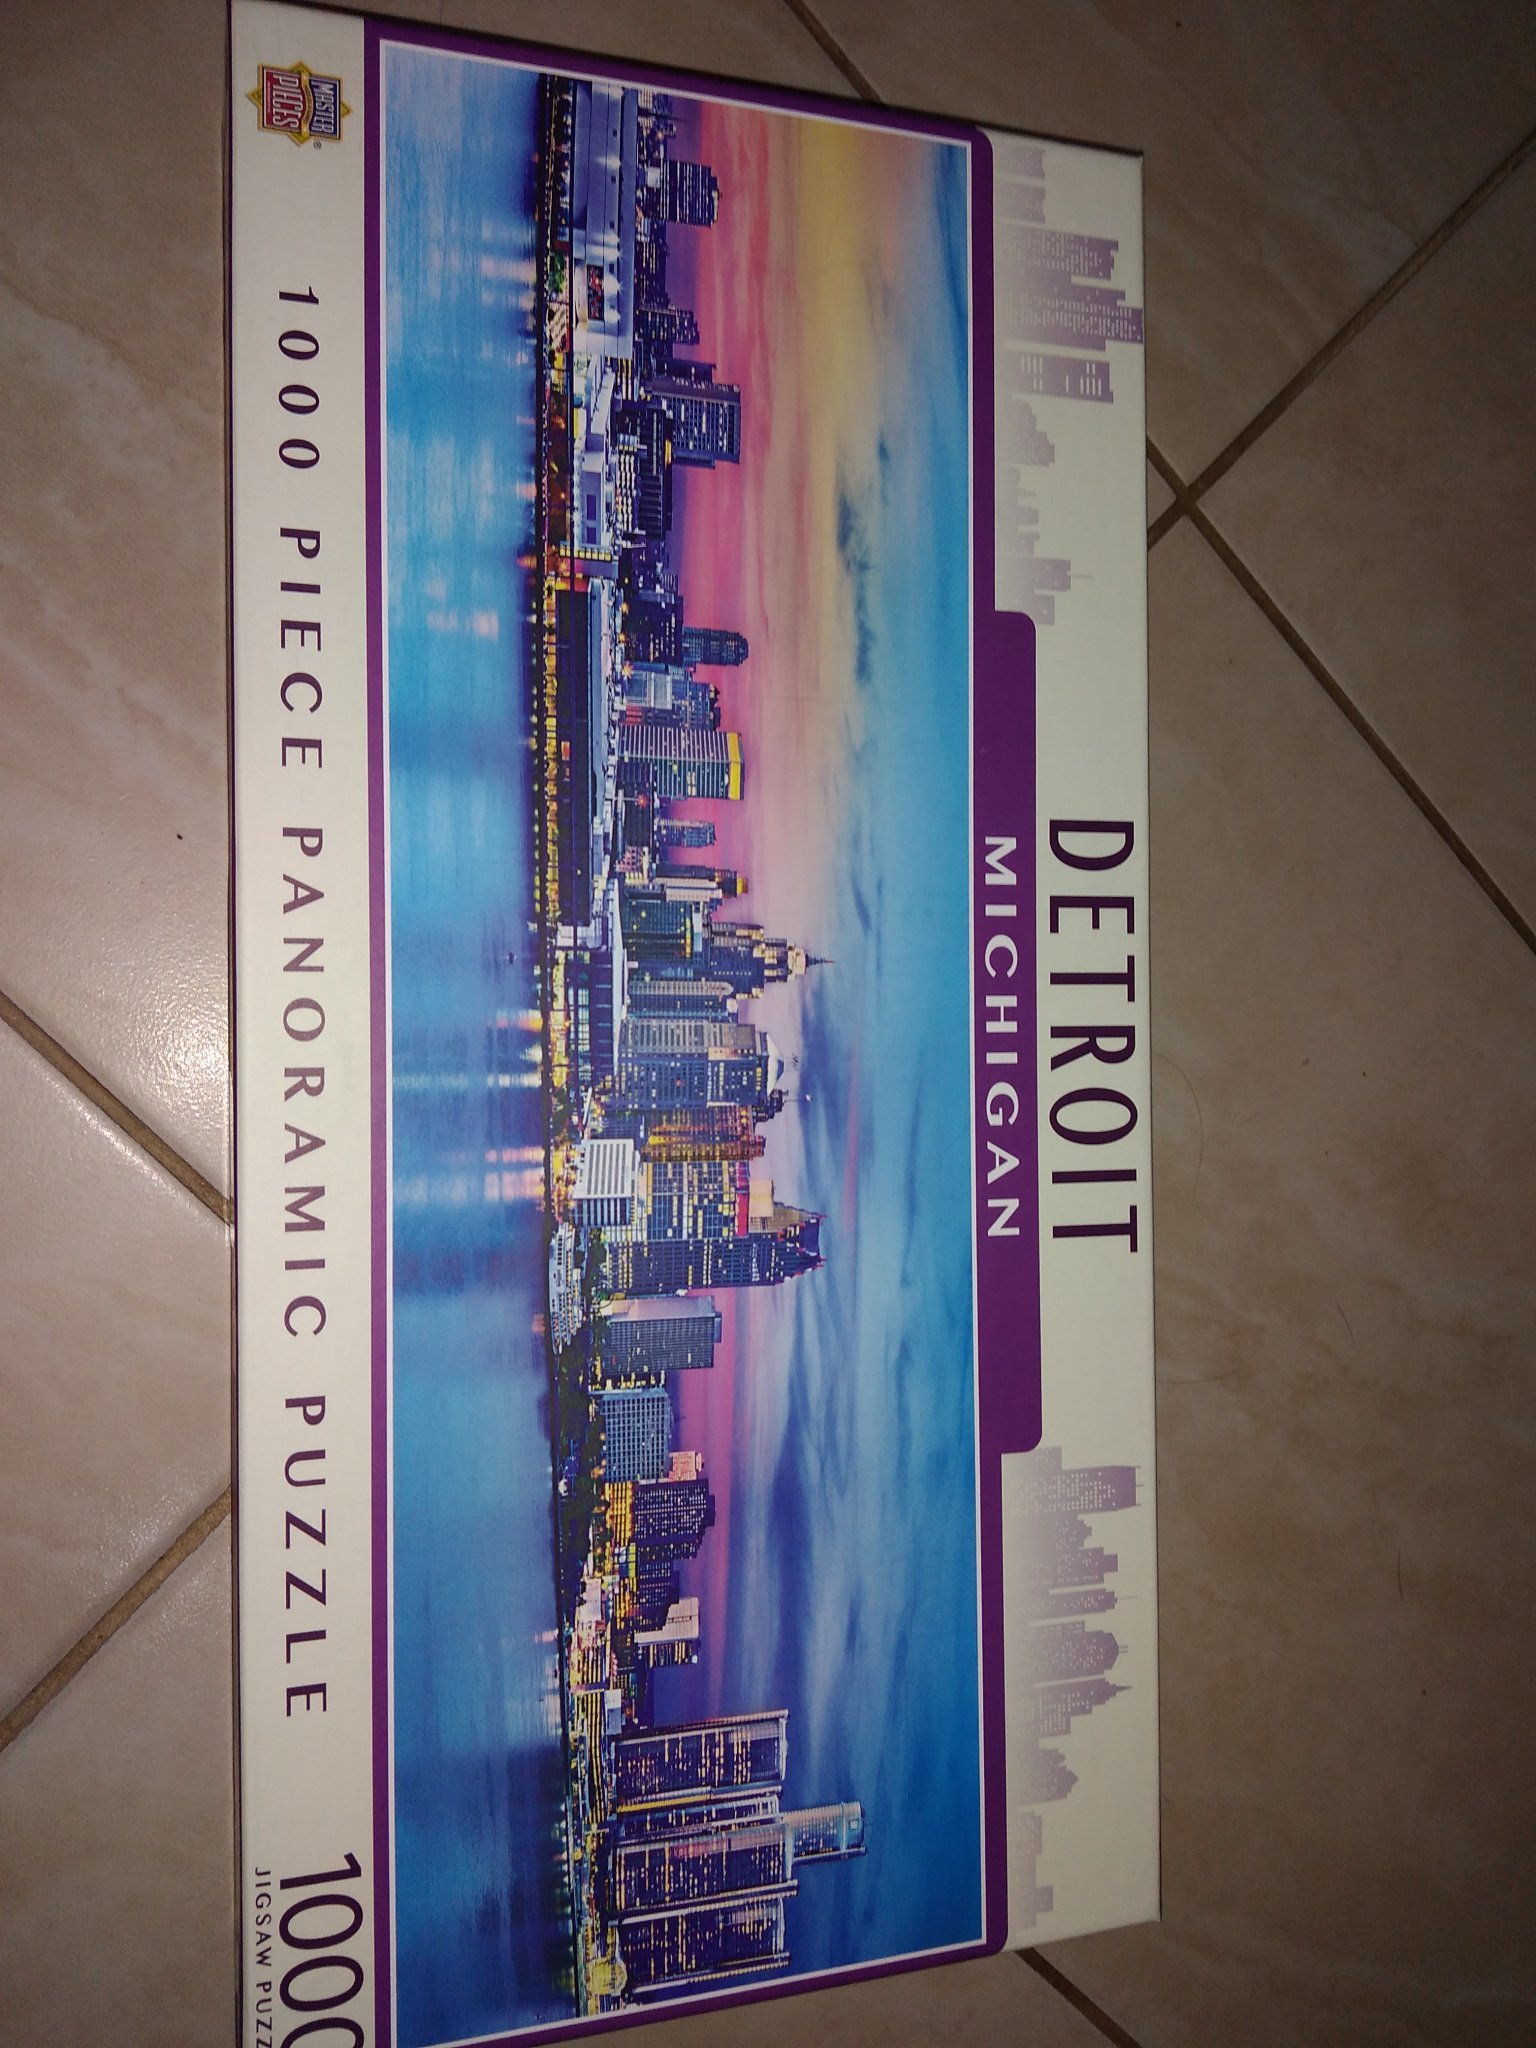 DETROIT
MICHIGAN
MASTER
PIECES®
1000 PIECE PANORAMIC PUZZLE
1000
JIGSAW PUZZ